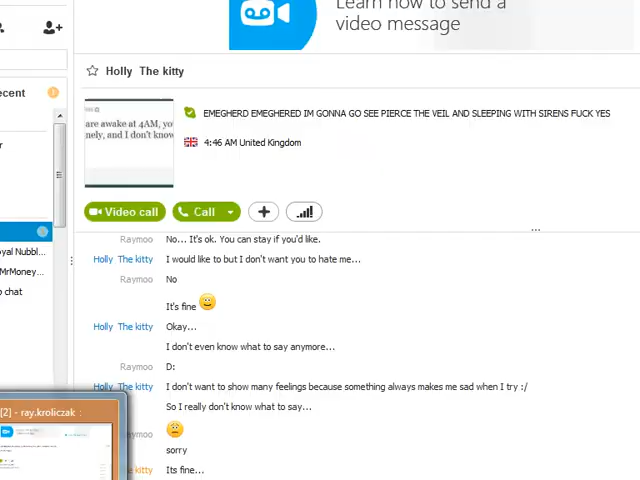 Learn how to send a
video message
ecent
Holly The kitty
are awake at 4AM, yo
nely, and I don't know
EMEGHERD EMEGHERED IM GONNA GO SEE PIERCE THE VEIL AND SLEEPING WITH SIRENS FUCK YES
4:46 AM United Kingdom
r
Video call
Call
...
Raymoo No... It's ok. You can stay if you'd like.
oyal Nubbl...
Holly The kitty I would like to but I don't want you to hate me...
MrMoney...
Raymoo No
o chat
It's fine
Holly The kitty Okay...
I don't even know what to say anymore...
Raymoo D:
Holly The kitty I don't want to show many feelings because something always makes me sad when I try :/
So I really don't know what to say...
[2] - ray.kroliczak :
ymoo
sorry
e kitty Its fine...